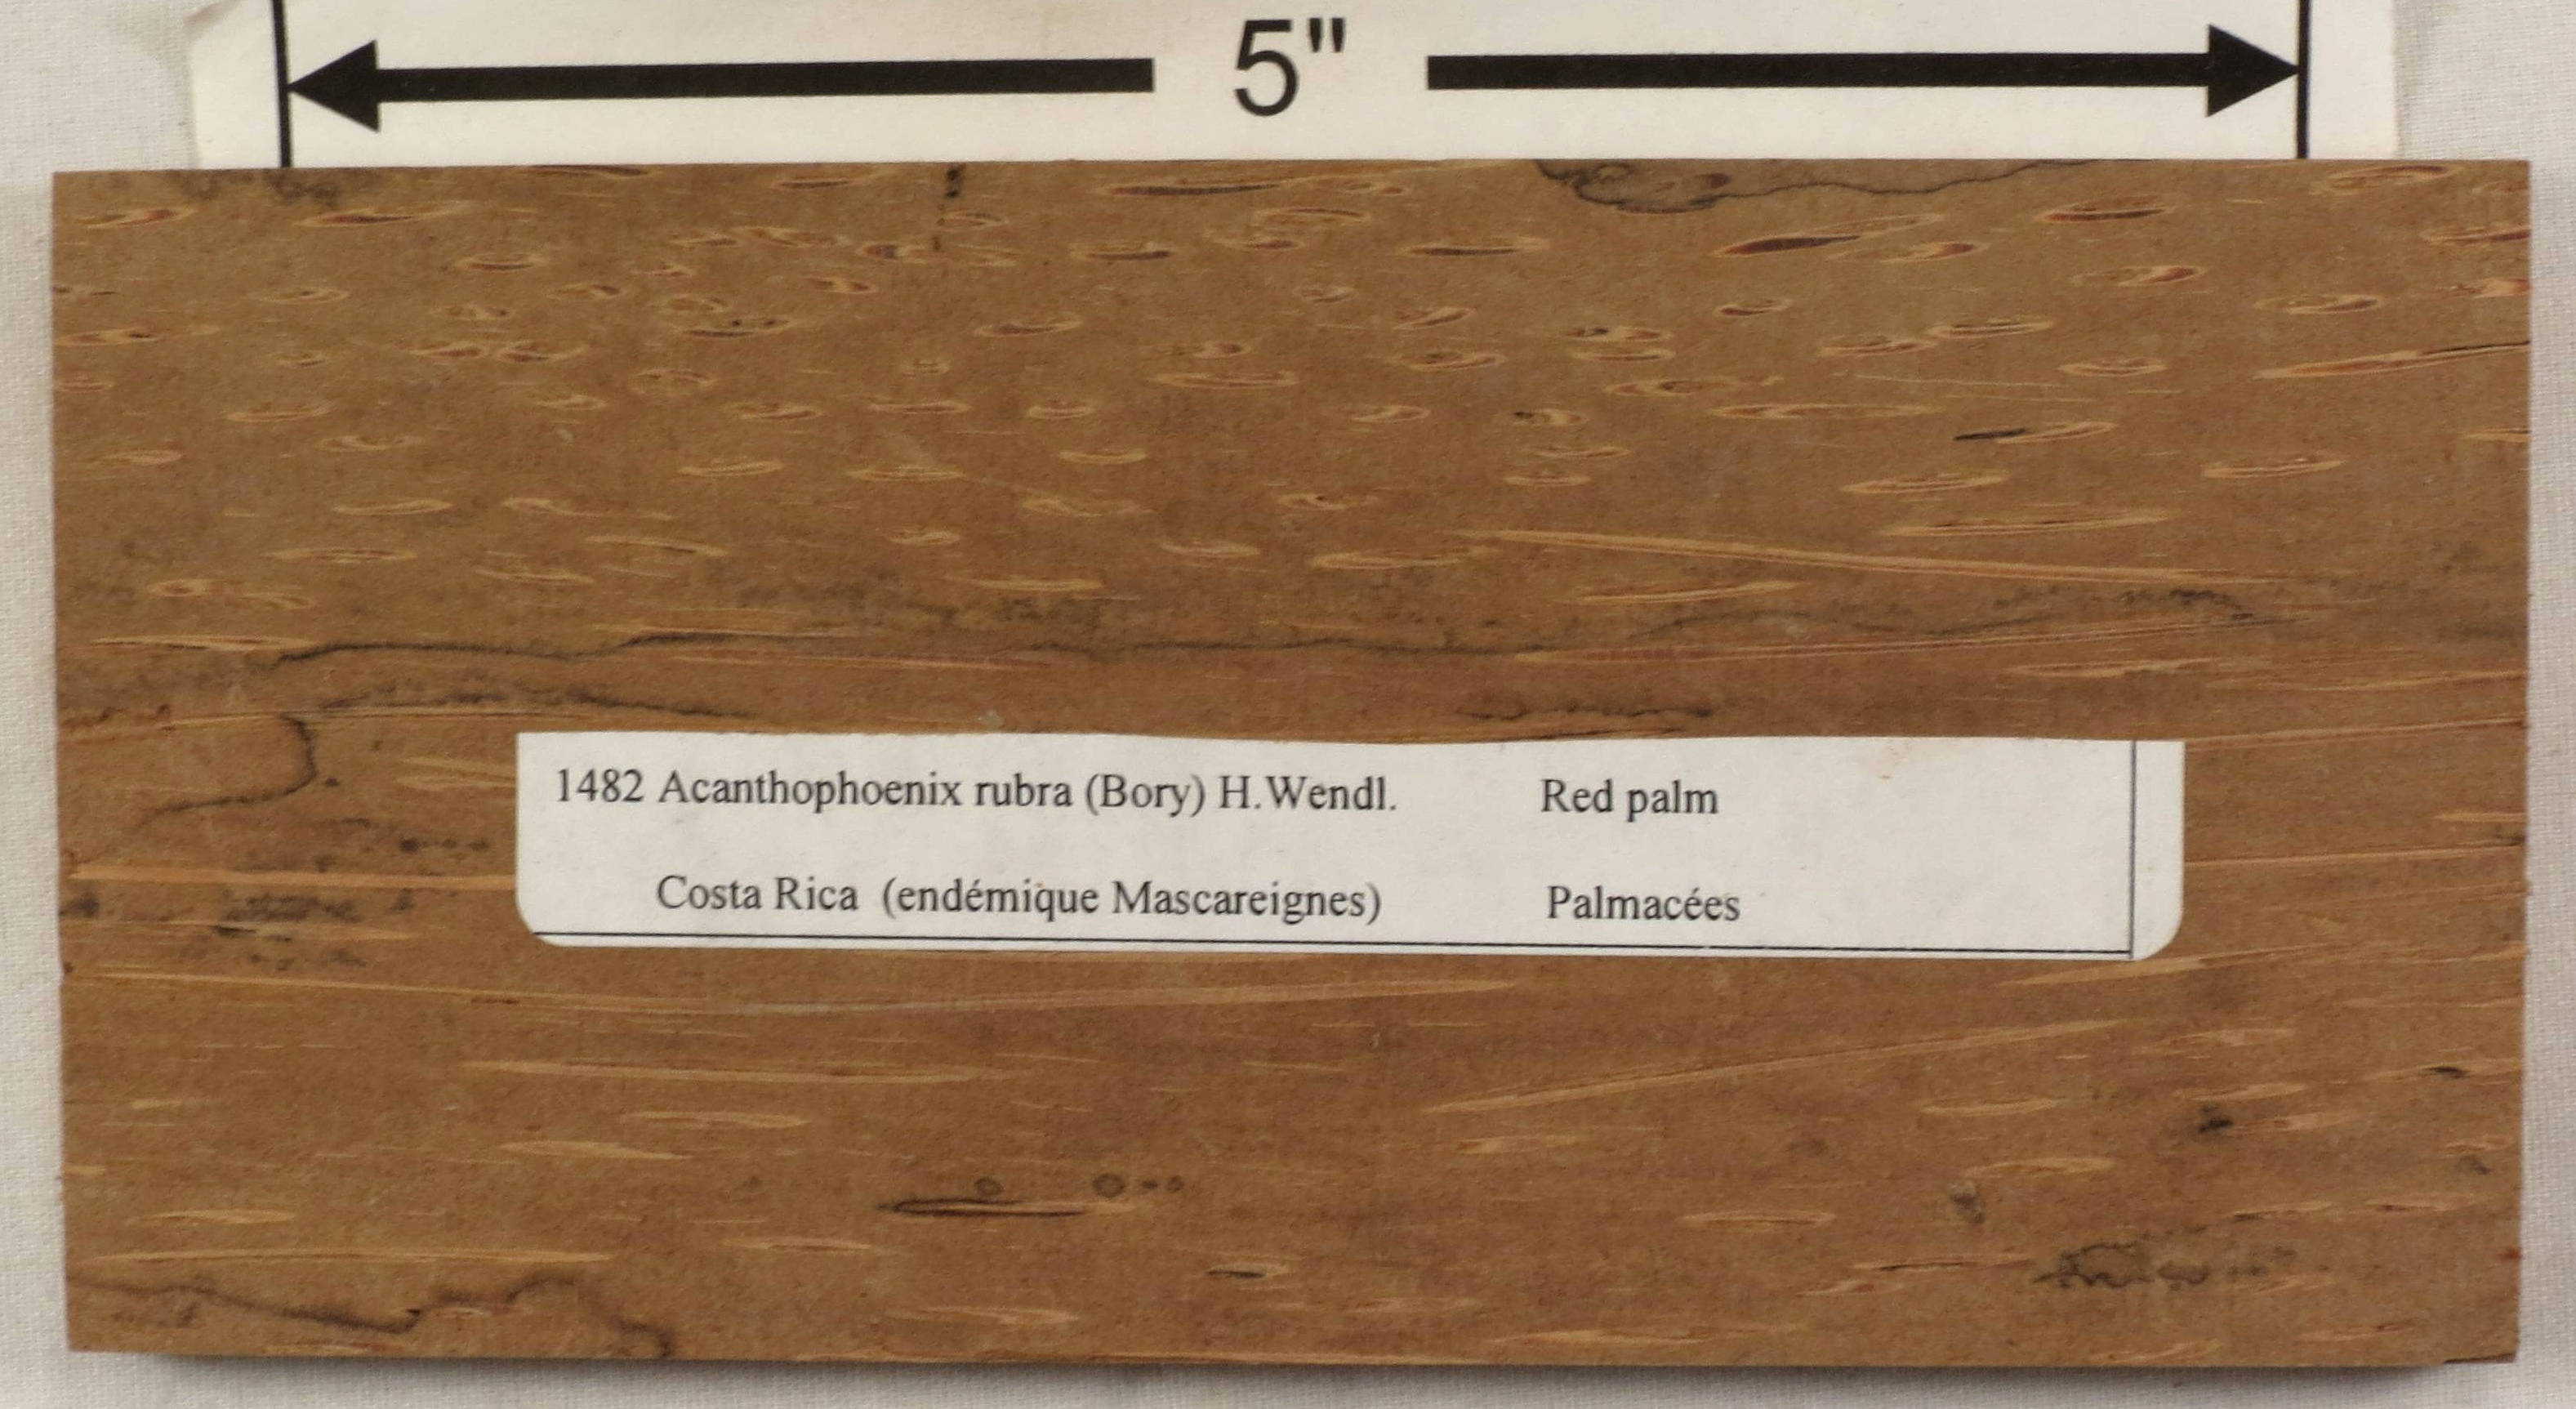 5"
1482 Acanthophoenix rubra (Bory) H.Wendl. Red palm
Costa Rica (endémique Mascareignes) Palmacées